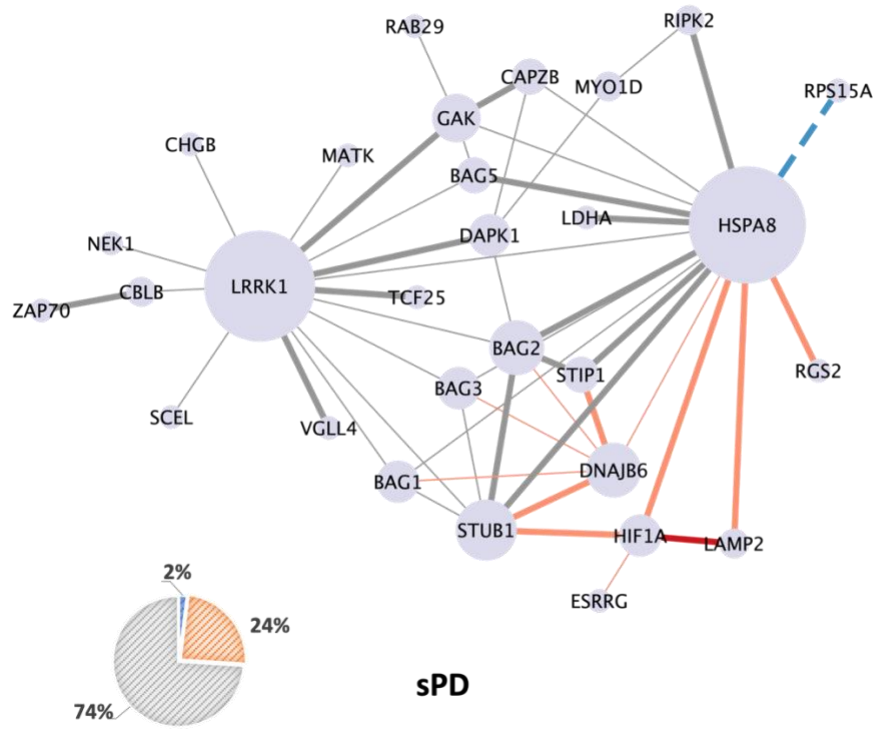 RIPK2
RAB29
CAPZB
MYO1D
RPS15A
GAK
CHGB
MATK
BAG5
LDHA
HSPA8
DAPK1
NEK1
LRRK1
CBLB
TCF25
ZAP70
BAG2
STIP1
RGS2
BAG3
SCEL
VGLL4
DNAJB6
BAG1
STUB1
HIF1A
LAMP2
2%
ESRRG
24%
sPD
74%